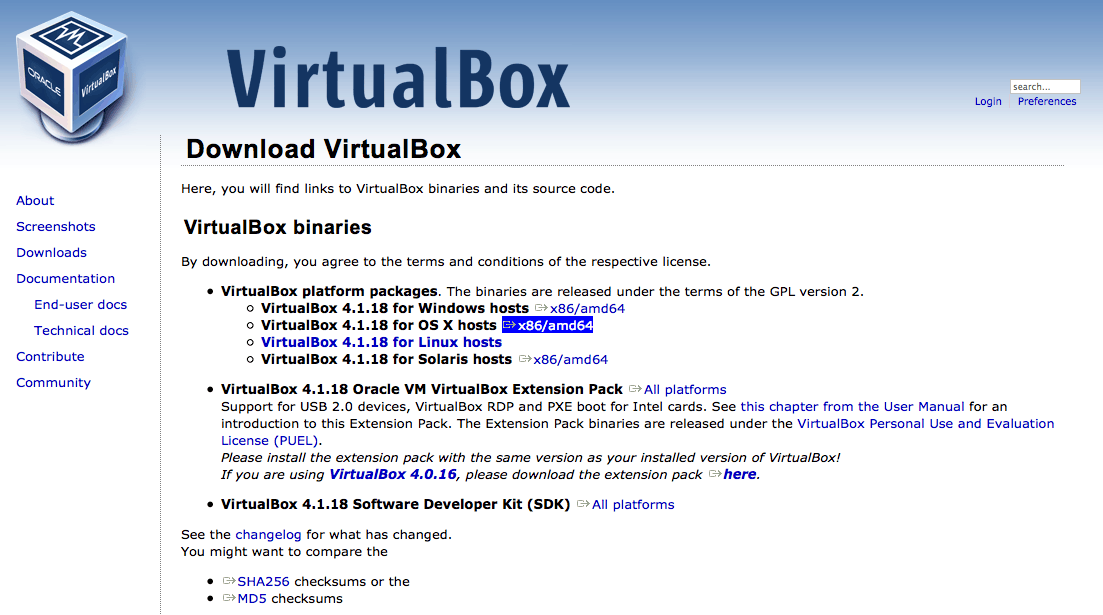 ORACLE
VirtualBox
VirtualBox
search...
Login Preferences
Download VirtualBox
About
Screenshots
Downloads
Documentation
End-user docs
Technical docs
Contribute
Community
Here, you will find links to VirtualBox binaries and its source code.
VirtualBox binaries
By downloading, you agree to the terms and conditions of the respective license.
• VirtualBox platform packages. The binaries are released under the terms of the GPL version 2.
VirtualBox 4.1.18 for Windows hosts x86/amd64
VirtualBox 4.1.18 for OS X hosts x86/amd64
VirtualBox 4.1.18 for Linux hosts
VirtualBox 4.1.18 for Solaris hosts x86/amd64
• VirtualBox 4.1.18 Oracle VM VirtualBox Extension Pack All platforms
Support for USB 2.0 devices, VirtualBox RDP and PXE boot for Intel cards. See this chapter from the User Manual for an
introduction to this Extension Pack. The Extension Pack binaries are released under the VirtualBox Personal Use and Evaluation
License (PUEL).
Please install the extension pack with the same version as your installed version of VirtualBox!
If you are using VirtualBox 4.0.16, please download the extension pack here.
• VirtualBox 4.1.18 Software Developer Kit (SDK) All platforms
See the changelog for what has changed.
You might want to compare the
• SHA256 checksums or the
• MD5 checksums